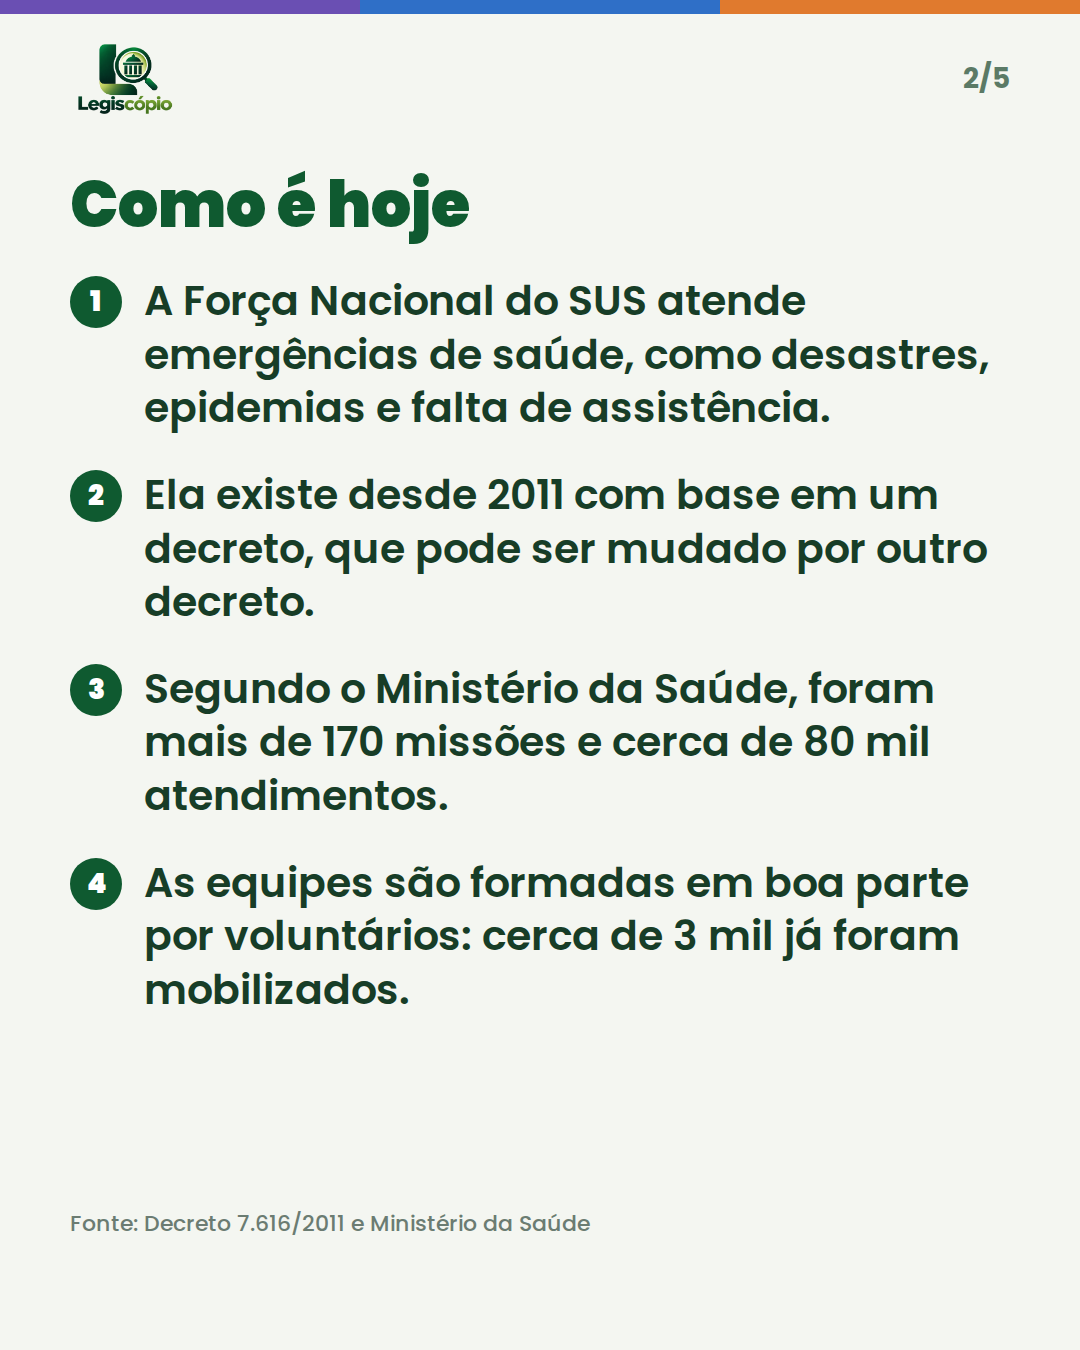 Legiscópio
2/5
Como é hoje
1 A Força Nacional do SUS atende
emergências de saúde, como desastres,
epidemias e falta de assistência.
2 Ela existe desde 2011 com base em um
decreto, que pode ser mudado por outro
decreto.
3 Segundo o Ministério da Saúde, foram
mais de 170 missões e cerca de 80 mil
atendimentos.
4 As equipes são formadas em boa parte
por voluntários: cerca de 3 mil já foram
mobilizados.
Fonte: Decreto 7.616/2011 e Ministério da Saúde